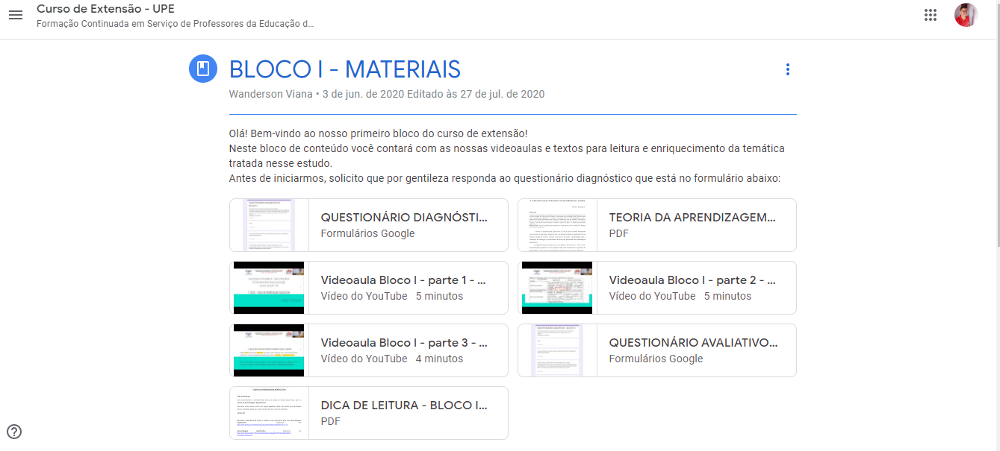 Curso de Extensão - UPE
Formação Continuada em Serviço de Professores da Educação d...
BLOCO I - MATERIAIS
Wanderson Viana • 3 de jun. de 2020 Editado às 27 de jul. de 2020
Olá! Bem-vindo ao nosso primeiro bloco do curso de extensão!
Neste bloco de conteúdo você contará com as nossas videoaulas e textos para leitura e enriquecimento da temática
tratada nesse estudo.
Antes de iniciarmos, solicito que por gentileza responda ao questionário diagnóstico que está no formulário abaixo:
QUESTIONÁRIO DIAGNÓSTI...
Formulários Google
TEORIA DA APRENDIZAGEM...
PDF
Videoaula Bloco I - parte 1 - ...
Vídeo do YouTube 5 minutos
Videoaula Bloco I - parte 2 - ...
Vídeo do YouTube 5 minutos
Videoaula Bloco I - parte 3 - ...
Vídeo do YouTube 4 minutos
QUESTIONÁRIO AVALIATIVO...
Formulários Google
DICA DE LEITURA - BLOCO I...
PDF